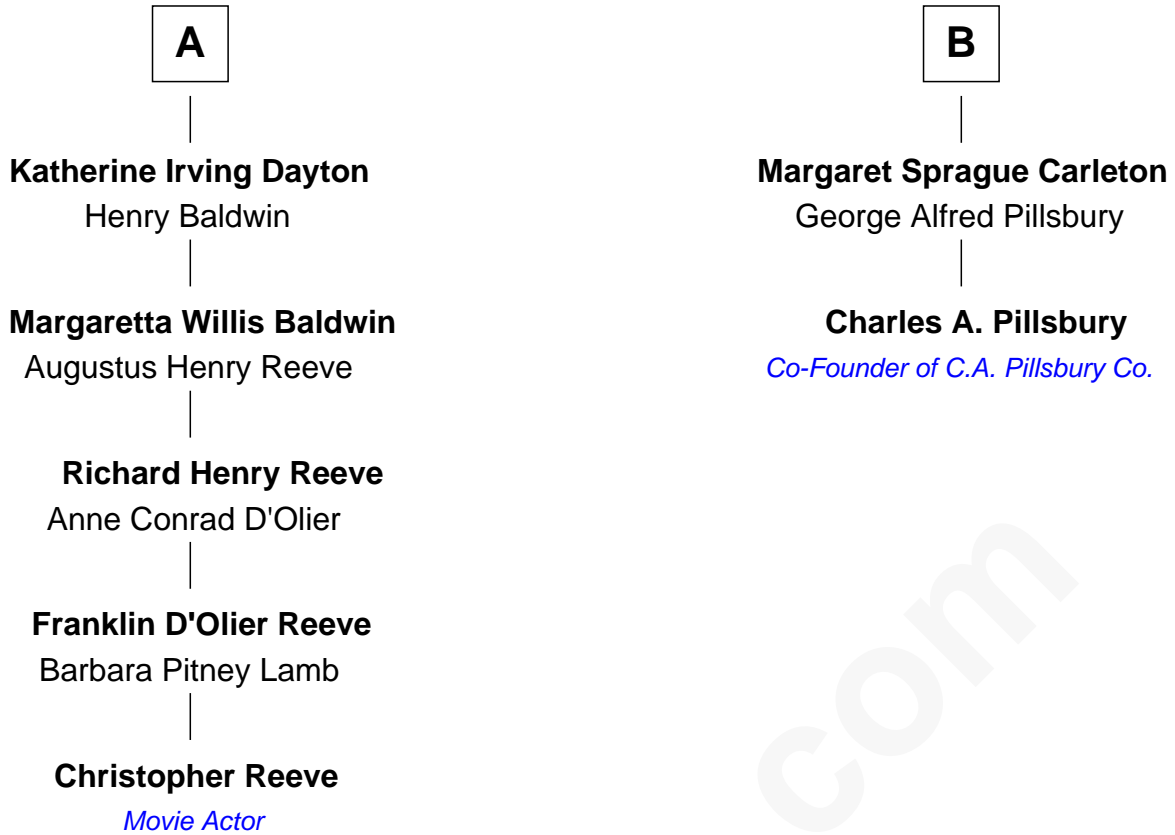 A
Katherine Irving Dayton
Henry Baldwin
Margaretta Willis Baldwin
Augustus Henry Reeve
Richard Henry Reeve
Anne Conrad D'Olier
Franklin D'Olier Reeve
Barbara Pitney Lamb
Christopher Reeve
Movie Actor
B
Margaret Sprague Carleton
George Alfred Pillsbury
Charles A. Pillsbury
Co-Founder of C.A. Pillsbury Co.
com